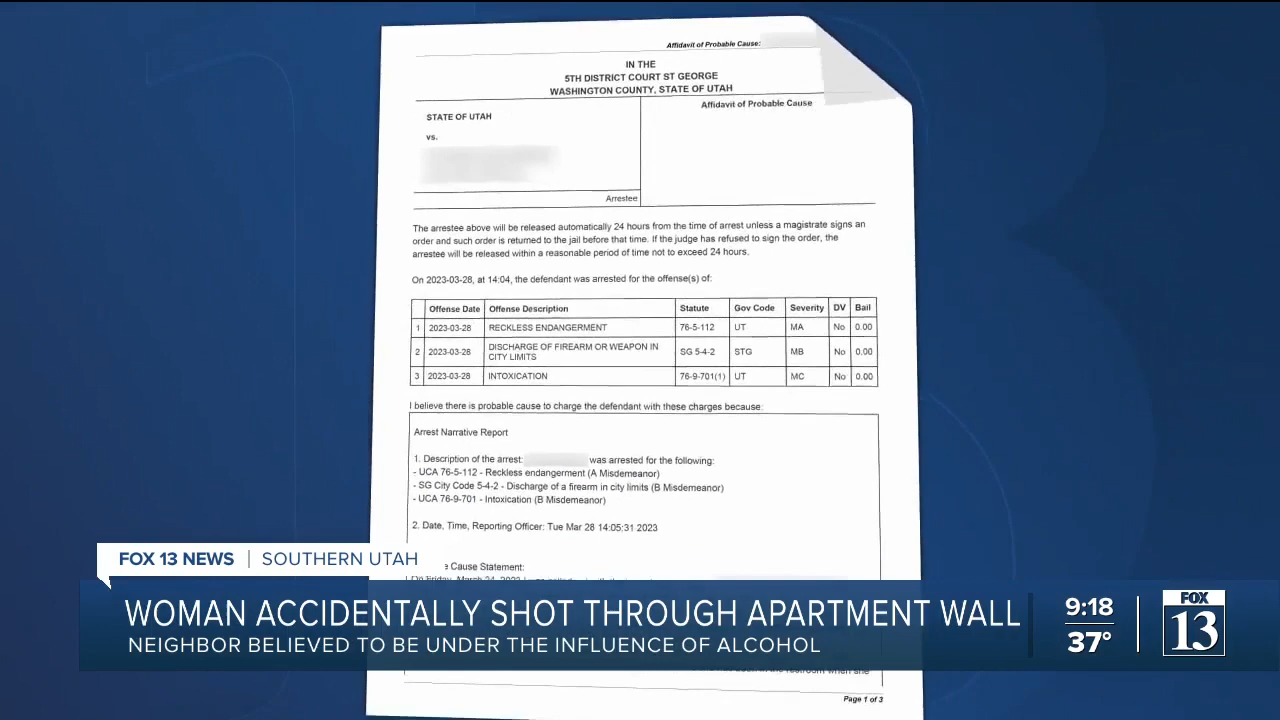 Affidavit of Probable Cause:
IN THE
5TH DISTRICT COURT ST GEORGE
WASHINGTON COUNTY, STATE OF UTAH
STATE OF UTAH
vs.
Arrestee
Affidavit of Probable Cause
The arrestee above will be released automatically 24 hours from the time of arrest unless a magistrate signs an
order and such order is returned to the jail before that time. If the judge has refused to sign the order, the
arrestee will be released within a reasonable period of time not to exceed 24 hours.
On 2023-03-28, at 14:04, the defendant was arrested for the offense(s) of:
Offense Date Offense Description Statute Gov Code Severity DV Bail
1 2023-03-28 RECKLESS ENDANGERMENT 76-5-112 UT MA No 0.00
2 2023-03-28 DISCHARGE OF FIREARM OR WEAPON IN
CITY LIMITS SG 5-4-2 STG MB No 0.00
3 2023-03-28 INTOXICATION 76-9-701(1) UT MC No 0.00
I believe there is probable cause to charge the defendant with these charges because:
Arrest Narrative Report
1. Description of the arrest: was arrested for the following:
- UCA 76-5-112 - Reckless endangerment (A Misdemeanor)
- SG City Code 5-4-2 - Discharge of a firearm in city limits (B Misdemeanor)
- UCA 76-9-701 - Intoxication (B Misdemeanor)
2. Date, Time, Reporting Officer: Tue Mar 28 14:05:31 2023
Cause Statement:
FOX 13 NEWS | SOUTHERN UTAH
WOMAN ACCIDENTALLY SHOT THROUGH APARTMENT WALL
NEIGHBOR BELIEVED TO BE UNDER THE INFLUENCE OF ALCOHOL
9:18
37°
FOX
13
Page 1 of 3